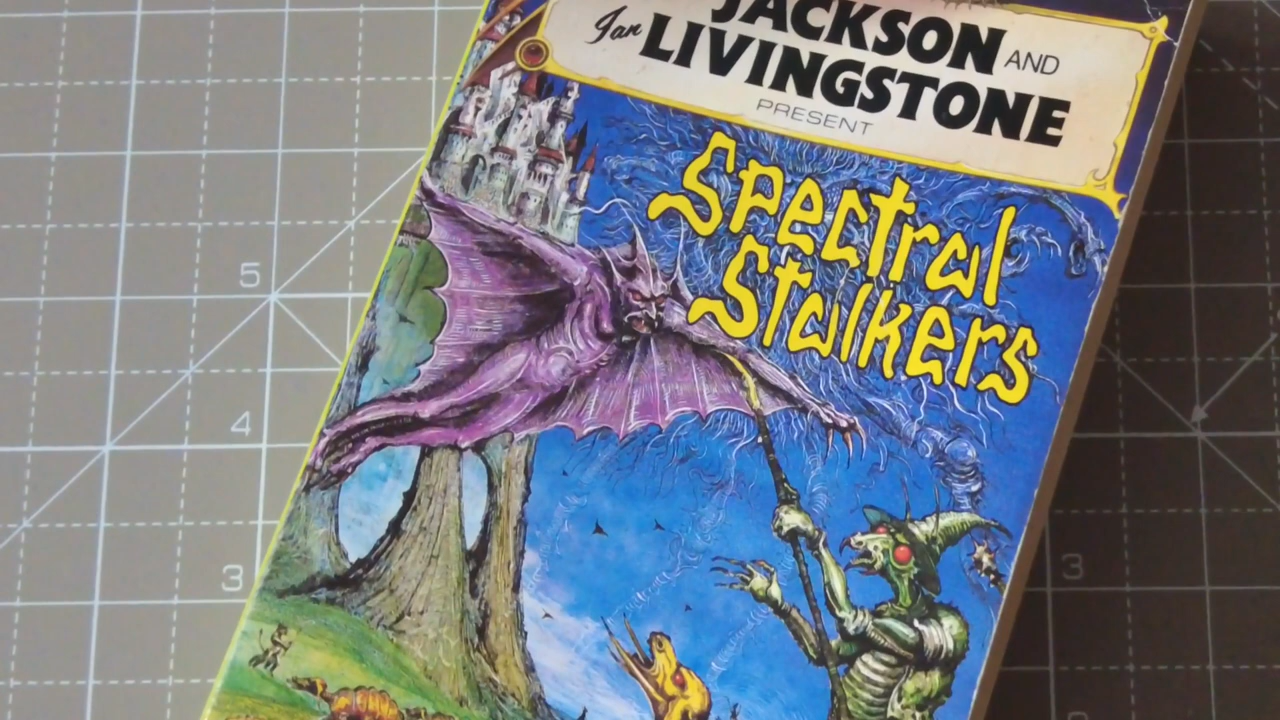 JACKSON AND
Ian LIVINGSTONE
PRESENT
Spectral
Stalkers
5
4
3
3